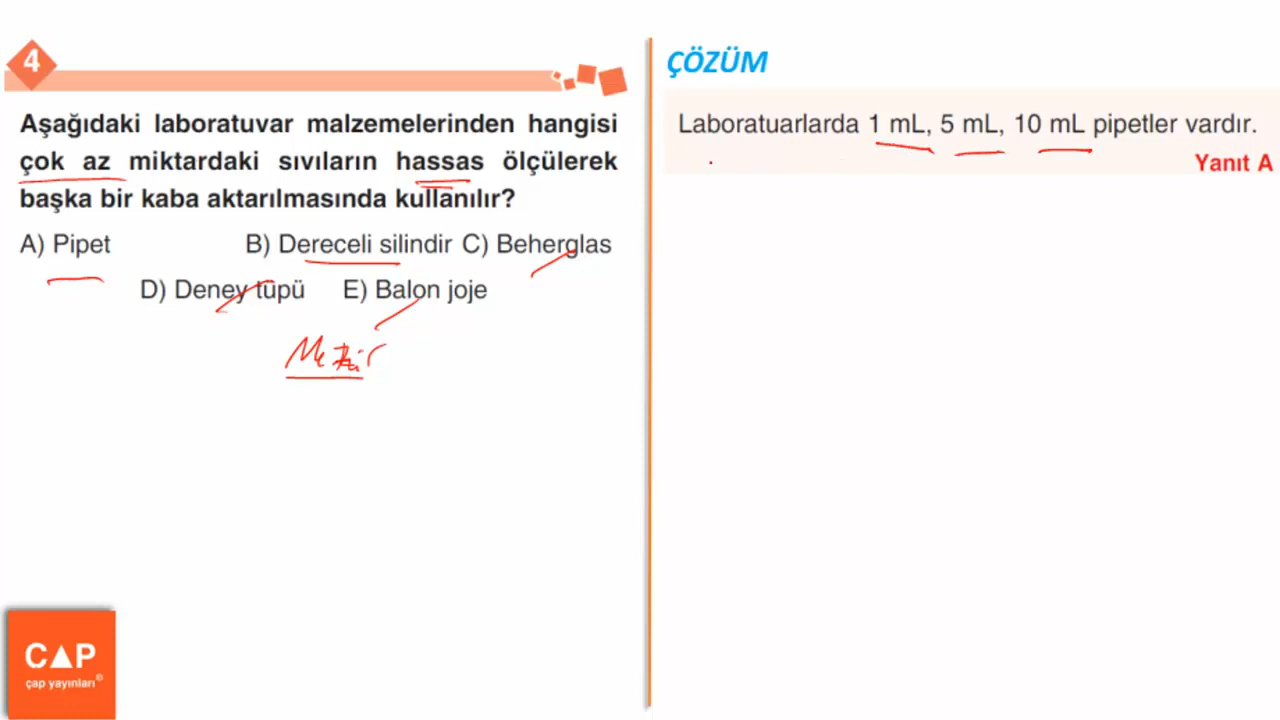 4
Aşağıdaki laboratuvar malzemelerinden hangisi
çok az miktardaki sıvıların hassas ölçülerek
başka bir kaba aktarılmasında kullanılır?
A) Pipet B) Dereceli silindir C) Beherglas
D) Deney tüpü E) Balon joje
ÇÖZÜM
Laboratuarlarda 1 mL, 5 mL, 10 mL pipetler vardır.
Yanıt A
ÇAP
çap yayınları®